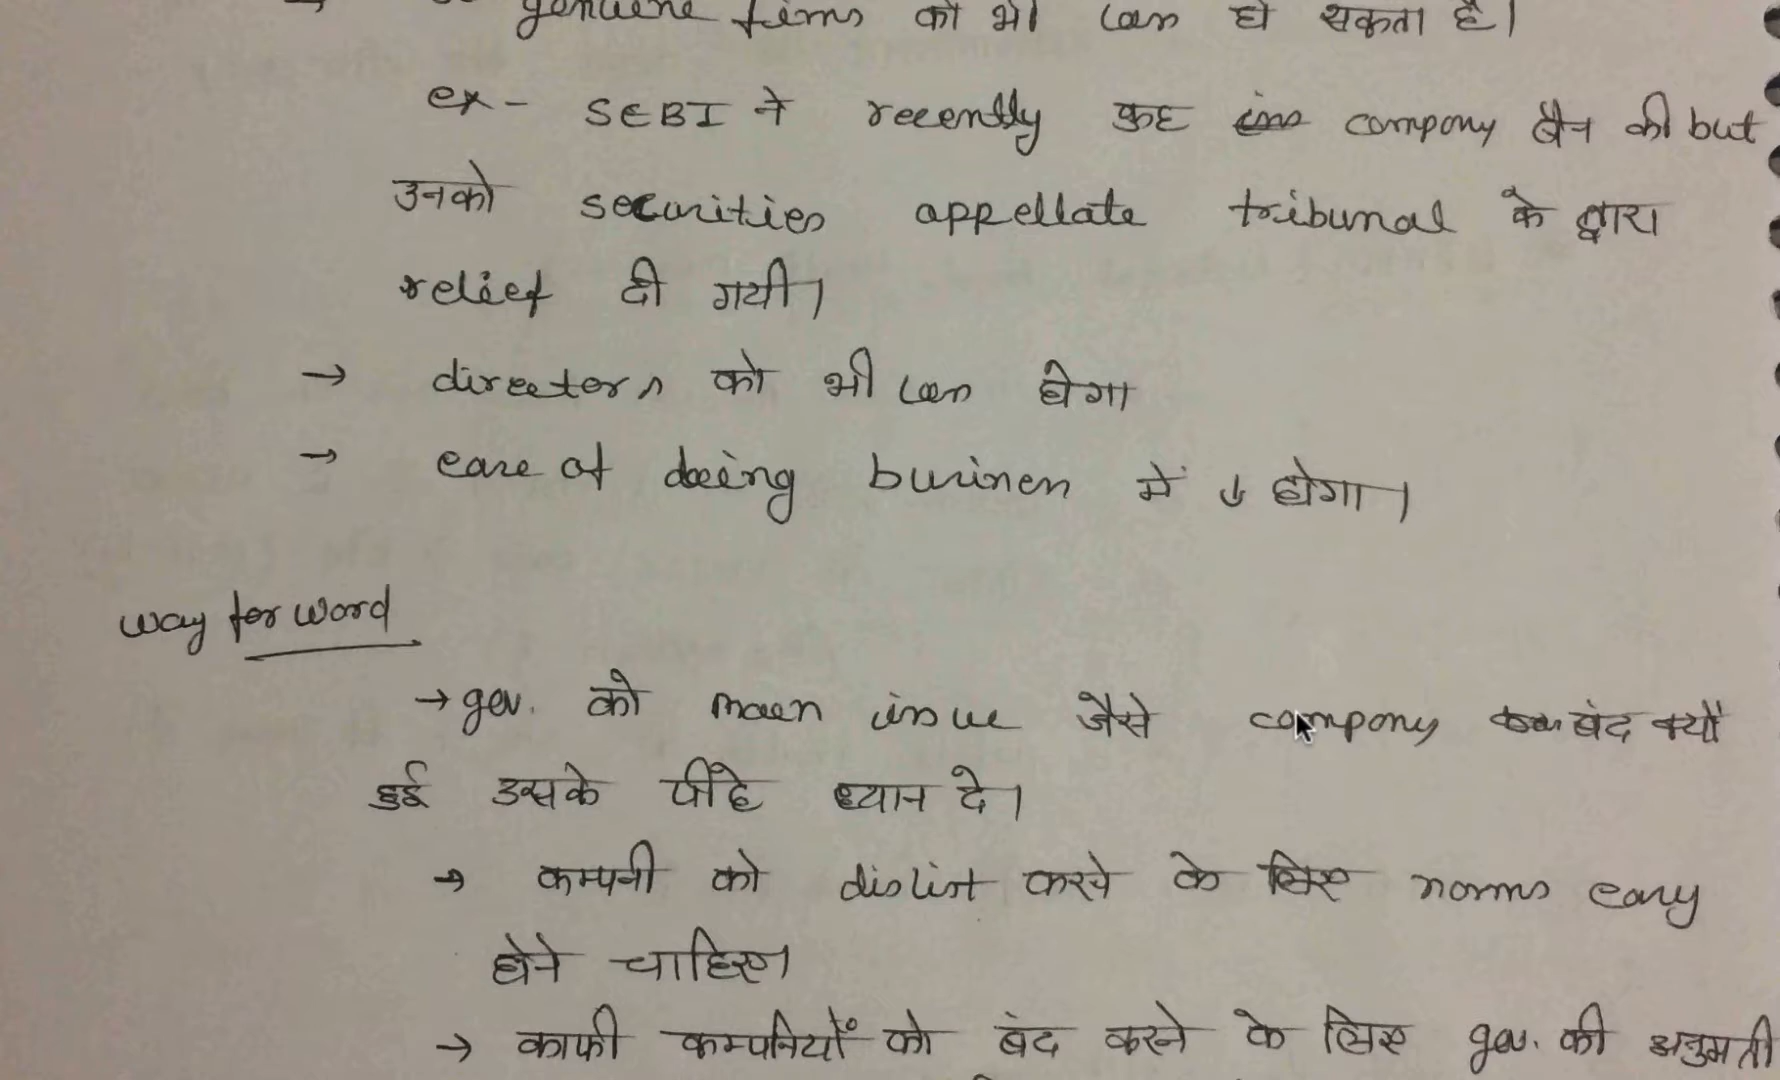 → genuine firms को भी loss हो सकता है।
ex- SEBI ने recently कुछ company बैन की but
उनको securities appellate tribunal के द्वारा
relief दी गयी।
→ directors को भी loss होगा
→ ease of doing business में ↓ होगा।
way forword
→ gov. को main issue जैसे company बंद क्यों
हुई उसके पीछे ध्यान दे।
→ कम्पनी को dislist करने के लिए norms easy
होने चाहिए।
→ काफी कम्पनियों को बंद करने के लिए gov. की अनुमती